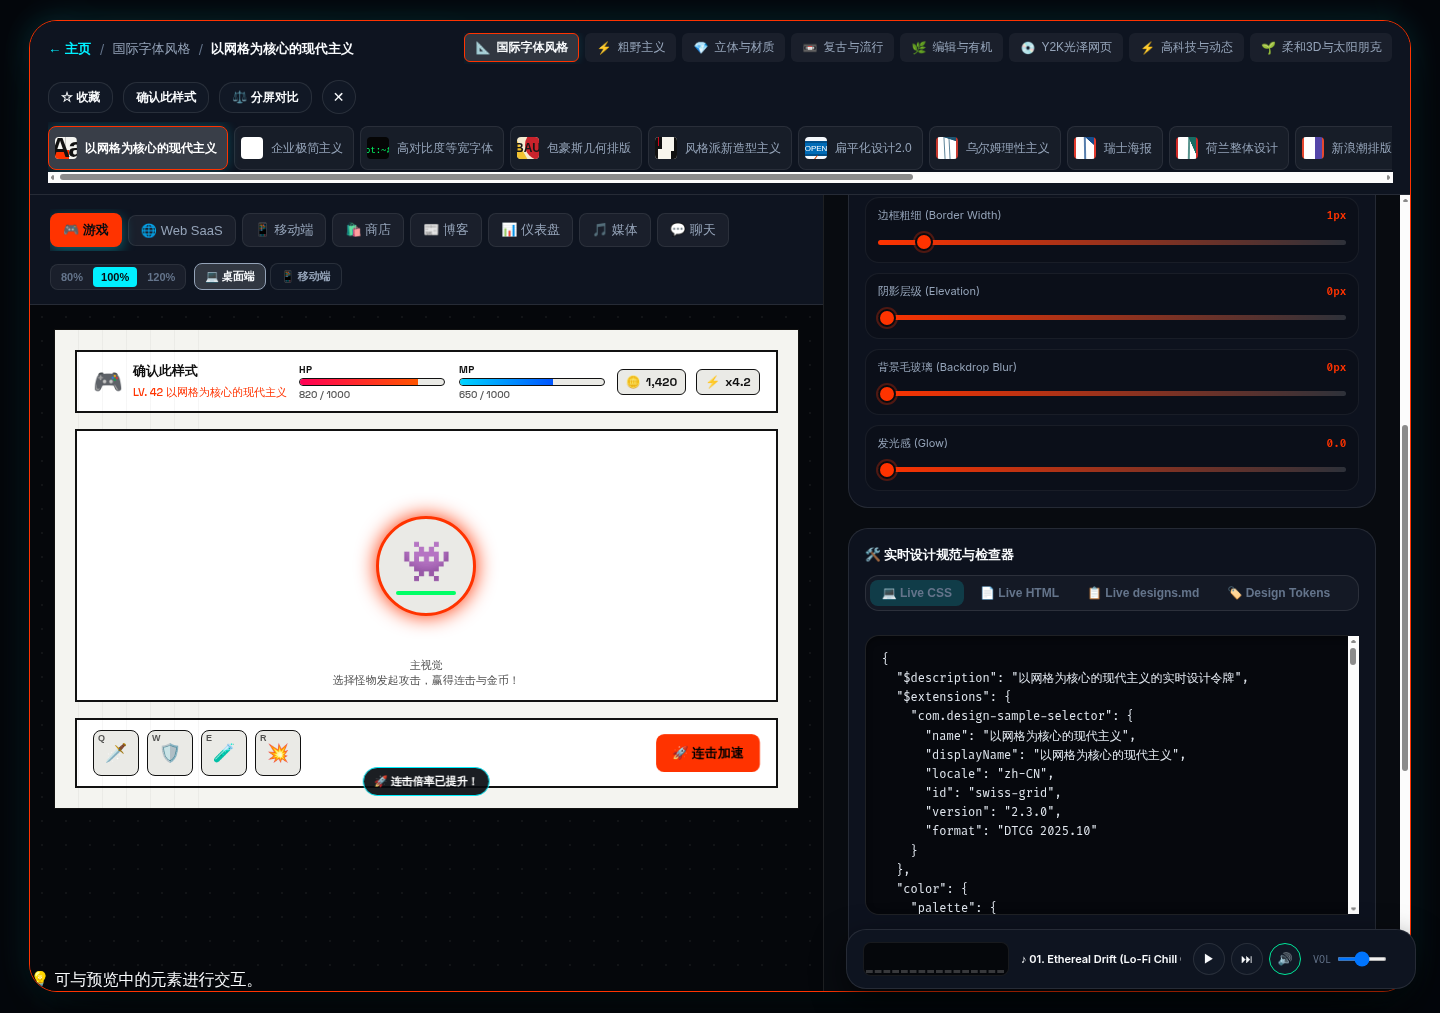 ← 主页 / 国际字体风格 / 以网格为核心的现代主义
国际字体风格
粗野主义
立体与材质
复古与流行
编辑与有机
Y2K光泽网页
高科技与动态
柔和3D与太阳朋克
☆ 收藏
确认此样式
分屏对比
✕
Aa 以网格为核心的现代主义
企业极简主义
高对比度等宽字体
BAU 包豪斯几何排版
风格派新造型主义
OPEN 扁平化设计2.0
乌尔姆理性主义
瑞士海报
荷兰整体设计
新浪潮排版
游戏
Web SaaS
移动端
商店
博客
仪表盘
媒体
聊天
80%
100%
120%
桌面端
移动端
确认此样式
LV. 42 以网格为核心的现代主义
HP
820 / 1000
MP
650 / 1000
1,420
x4.2
主视觉
选择怪物发起攻击，赢得连击与金币！
Q
W
E
R
连击加速
连击倍率已提升！
可与预览中的元素进行交互。
边框粗细 (Border Width) 1px
阴影层级 (Elevation) 0px
背景毛玻璃 (Backdrop Blur) 0px
发光感 (Glow) 0.0
实时设计规范与检查器
Live CSS
Live HTML
Live designs.md
Design Tokens
{
"$description": "以网格为核心的现代主义的实时设计令牌",
"$extensions": {
"com.design-sample-selector": {
"name": "以网格为核心的现代主义",
"displayName": "以网格为核心的现代主义",
"locale": "zh-CN",
"id": "swiss-grid",
"version": "2.3.0",
"format": "DTCG 2025.10"
}
},
"color": {
"palette": {
♪ 01. Ethereal Drift (Lo-Fi Chill
VOL